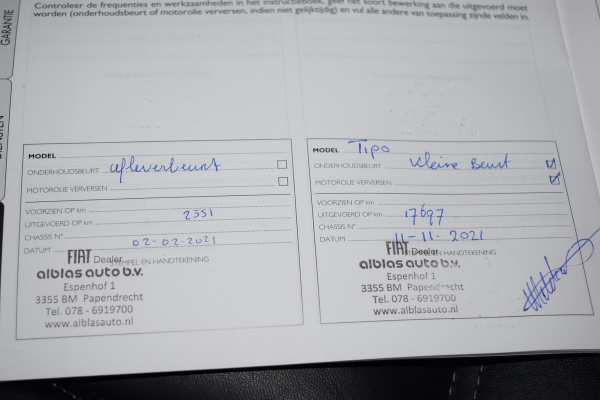 Controleer de frequenties en werkzaamheden in het instructieboek, geef het soort bewerking aan die uitgevoerd moet
worden (onderhoudsbeurt of motorolie verversen, indien niet gelijktijdig) en vul alle andere van toepassing zijnde velden in.
GARANTIE
DIENSTEN
MODEL
ONDERHOUDSBEURT afleverbeurt
MOTOROLIE VERVERSEN
VOORZIEN OP km
UITGEVOERD OP km 2351
CHASSIS N°
DATUM 02-02-2021
STEMPEL EN HANDTEKENING
FIAT Dealer
alblas auto b.v.
Espenhof 1
3355 BM Papendrecht
Tel. 078 - 6919700
www.alblasauto.nl
MODEL Tipo
ONDERHOUDSBEURT Kleine Beurt
MOTOROLIE VERVERSEN
VOORZIEN OP km
UITGEVOERD OP km 17697
CHASSIS N°
DATUM 11-11-2021
STEMPEL EN HANDTEKENING
FIAT Dealer
alblas auto b.v.
Espenhof 1
3355 BM Papendrecht
Tel. 078 - 6919700
www.alblasauto.nl